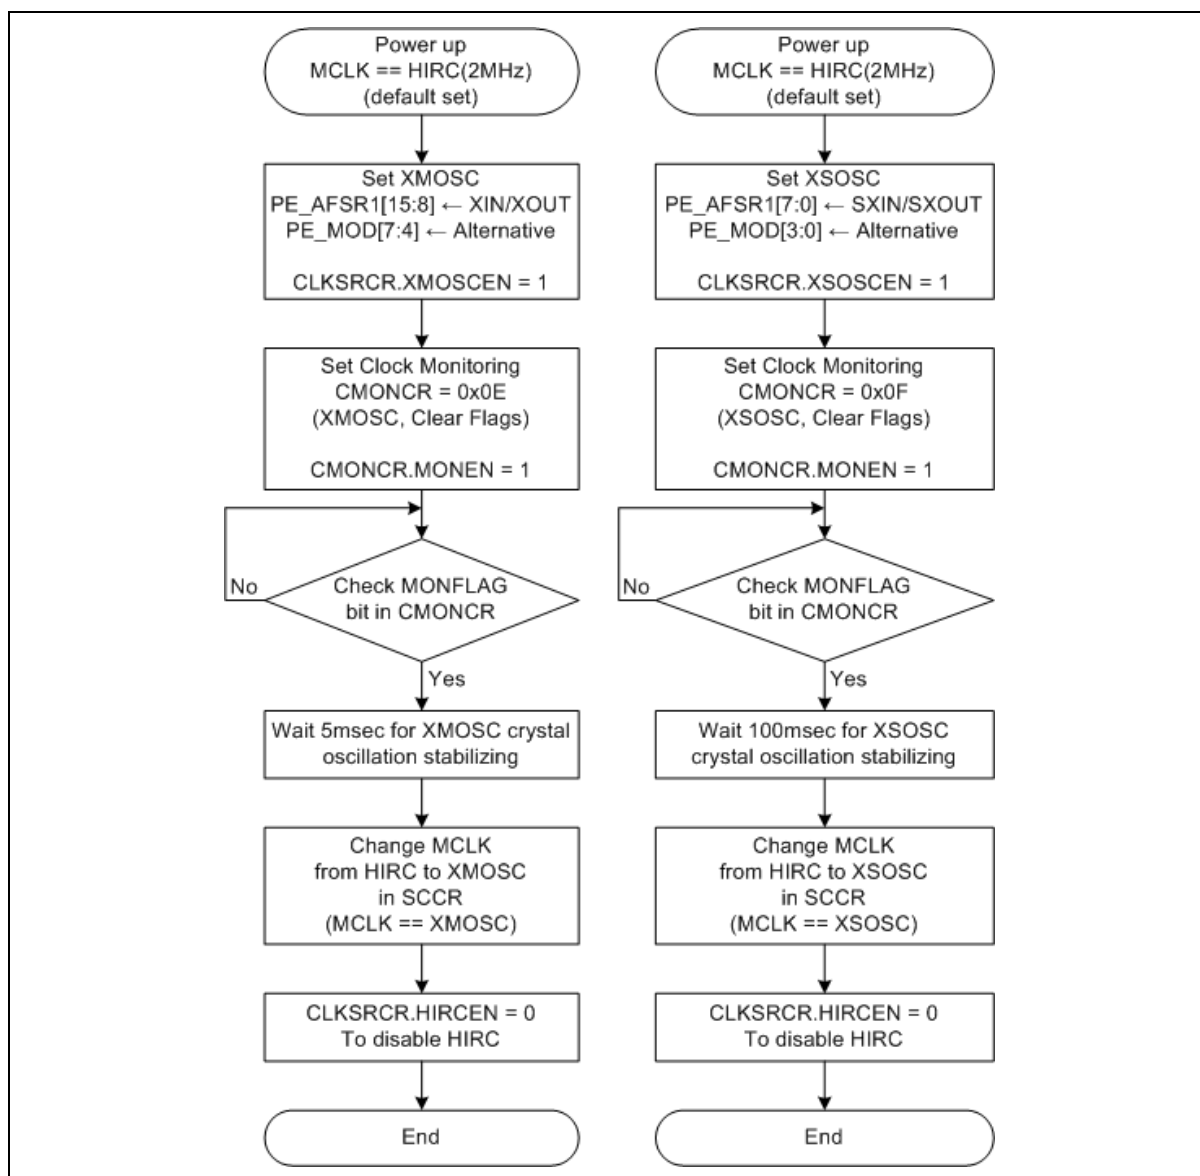 Power up
MCLK == HIRC(2MHz)
(default set)
Set XMOSC
PE_AFSR1[15:8] ← XIN/XOUT
PE_MOD[7:4] ← Alternative
CLKSRCR.XMOSCEN = 1
Set Clock Monitoring
CMONCR = 0x0E
(XMOSC, Clear Flags)
CMONCR.MONEN = 1
No
Check MONFLAG
bit in CMONCR
Yes
Wait 5msec for XMOSC crystal
oscillation stabilizing
Change MCLK
from HIRC to XMOSC
in SCCR
(MCLK == XMOSC)
CLKSRCR.HIRCEN = 0
To disable HIRC
End
Power up
MCLK == HIRC(2MHz)
(default set)
Set XSOSC
PE_AFSR1[7:0] ← SXIN/SXOUT
PE_MOD[3:0] ← Alternative
CLKSRCR.XSOSCEN = 1
Set Clock Monitoring
CMONCR = 0x0F
(XSOSC, Clear Flags)
CMONCR.MONEN = 1
No
Check MONFLAG
bit in CMONCR
Yes
Wait 100msec for XSOSC
crystal oscillation stabilizing
Change MCLK
from HIRC to XSOSC
in SCCR
(MCLK == XSOSC)
CLKSRCR.HIRCEN = 0
To disable HIRC
End